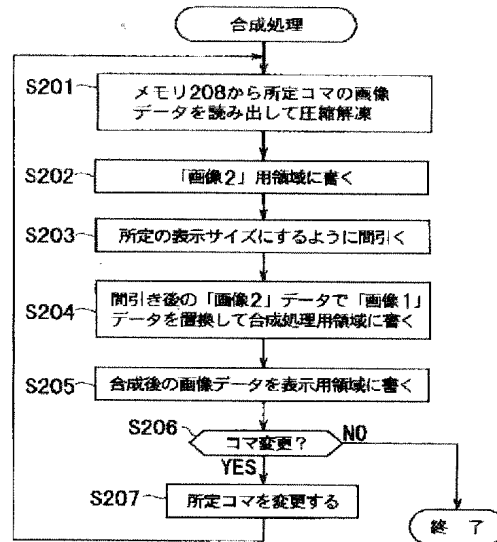 合成処理
S201
メモリ208から所定コマの画像
データを読み出して圧縮解凍
S202
「画像2」用領域に書く
S203
所定の表示サイズにするように間引く
S204
間引き後の「画像2」データで「画像1」
データを置換して合成処理用領域に書く
S205
合成後の画像データを表示用領域に書く
S206
コマ変更?
NO
YES
S207
所定コマを変更する
終了